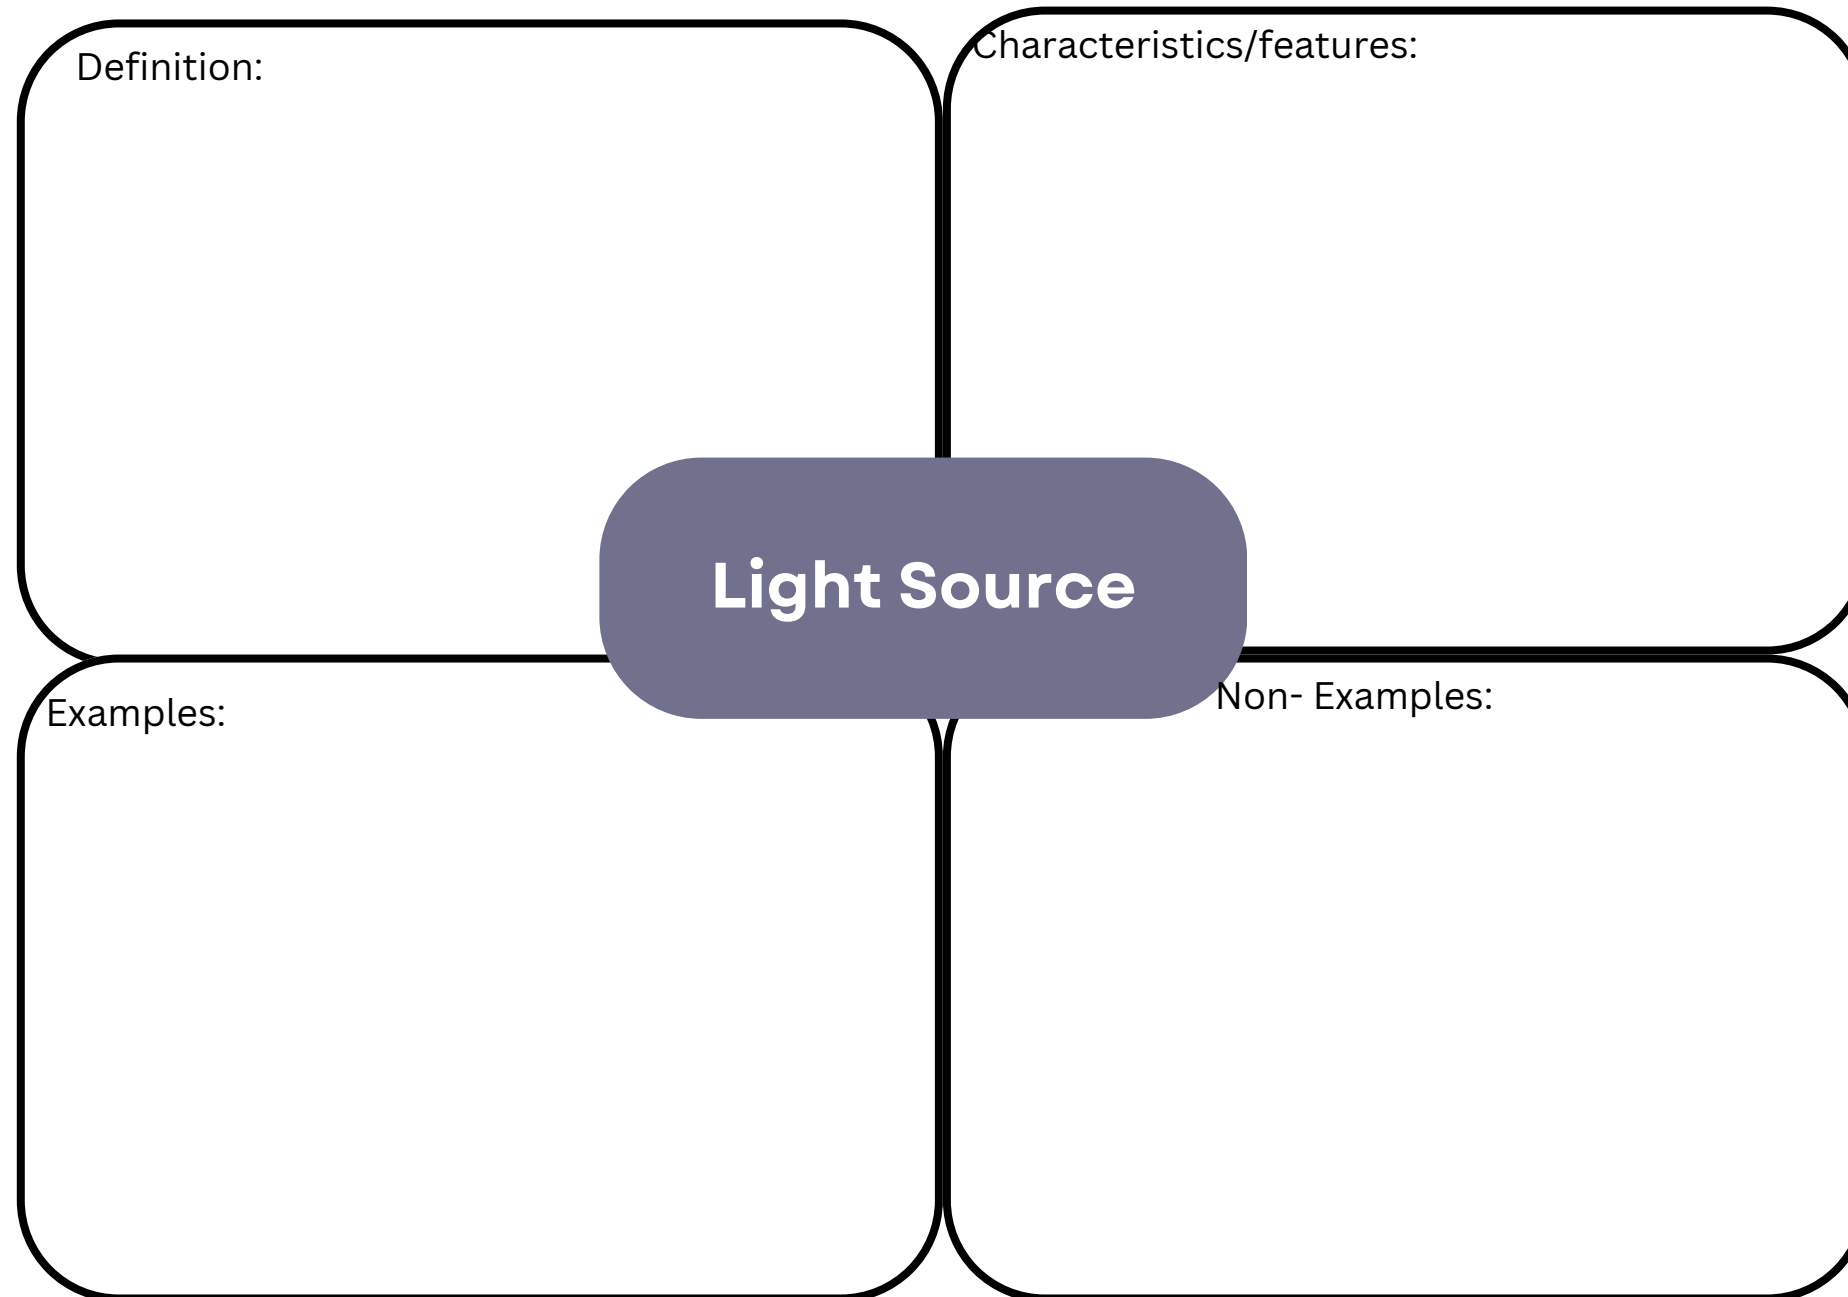 Definition:
Characteristics/features:
Light Source
Examples:
Non- Examples: